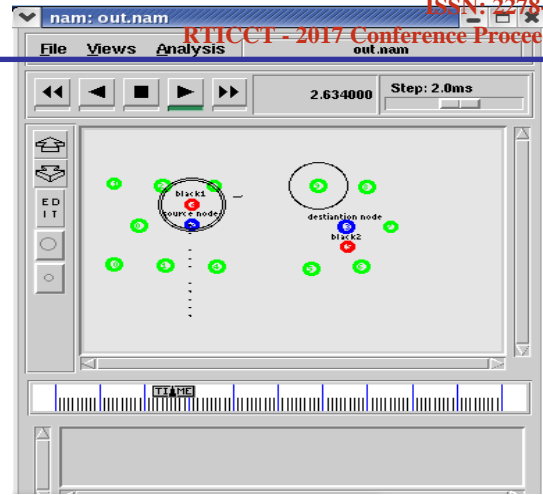 ISSN: 2278
nam: out.nam
RTICCT - 2017 Conference Procee
File Views Analysis out.nam
2.634000 Step: 2.0ms
ED
IT
black1
source node
destiantion node
black2
TIME